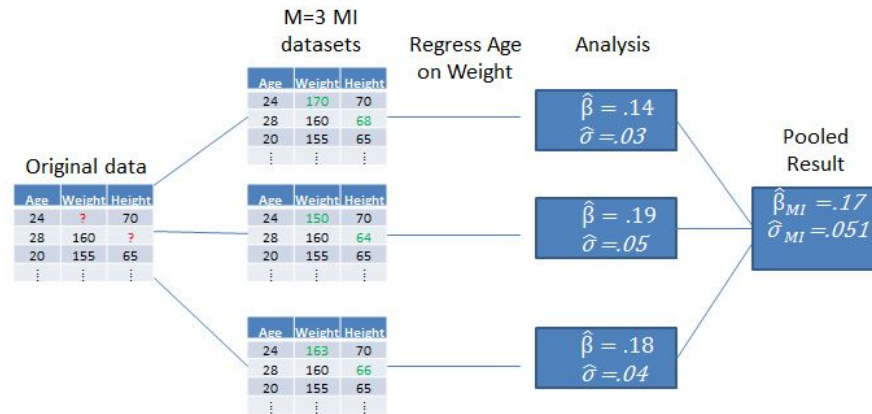 M=3 MI
datasets
Regress Age
on Weight
Analysis
Age Weight Height
24 170 70
28 160 68
20 155 65
⋮ ⋮ ⋮
β̂ = .14
σ̂ =.03
Original data
Age Weight Height
24 ? 70
28 160 ?
20 155 65
⋮ ⋮ ⋮
Age Weight Height
24 150 70
28 160 64
20 155 65
⋮ ⋮ ⋮
β̂ = .19
σ̂ =.05
Pooled
Result
β̂MI =.17
σ̂MI =.051
Age Weight Height
24 163 70
28 160 66
20 155 65
⋮ ⋮ ⋮
β̂ = .18
σ̂ =.04